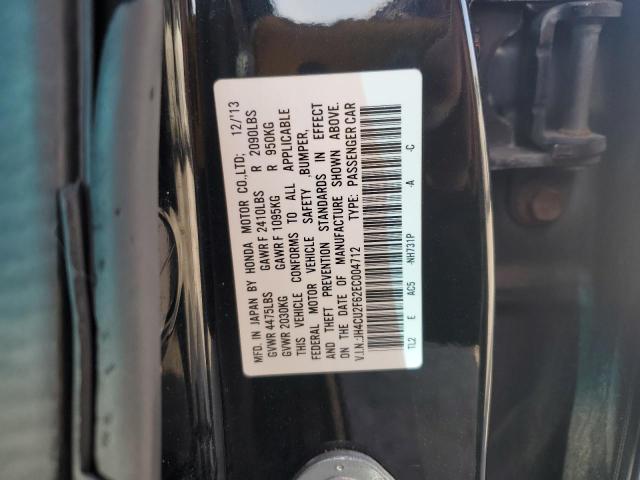 MFD. IN JAPAN BY HONDA MOTOR CO.,LTD; 12/'13
GVWR 4475LBS GAWR F 2410LBS R 2090LBS
GVWR 2030KG GAWR F 1095KG R 950KG
THIS VEHICLE CONFORMS TO ALL APPLICABLE
FEDERAL MOTOR VEHICLE SAFETY ,BUMPER,
AND THEFT PREVENTION STANDARDS IN EFFECT
ON THE DATE OF MANUFACTURE SHOWN ABOVE.
V.I.N.:JH4CU2F62EC004712 TYPE: PASSENGER CAR
TL2 E AC5 -NH731P -A -C